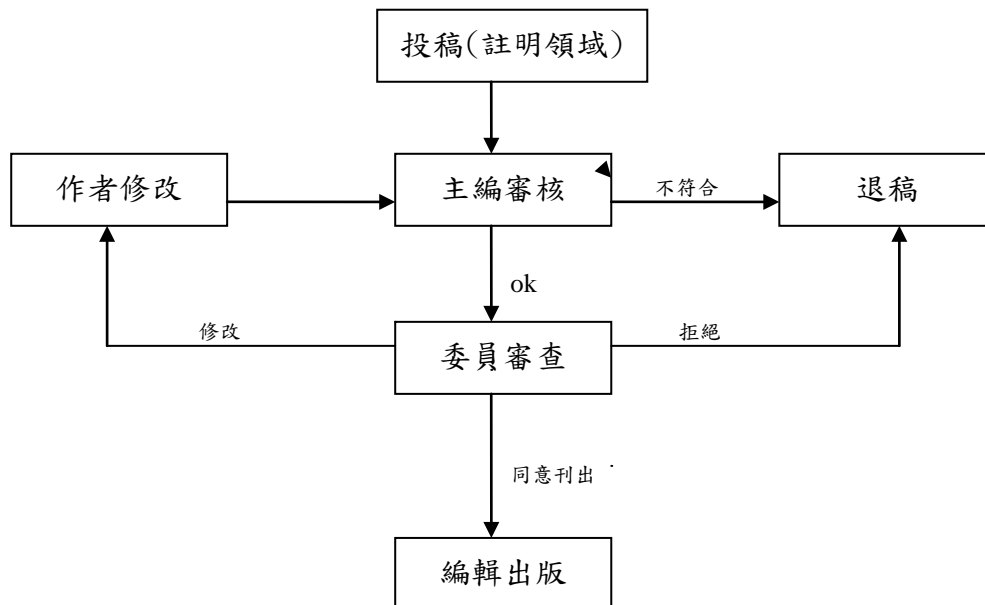 投稿(註明領域)
作者修改
主編審核
不符合
退稿
ok
修改
委員審查
拒絕
同意刊出
編輯出版